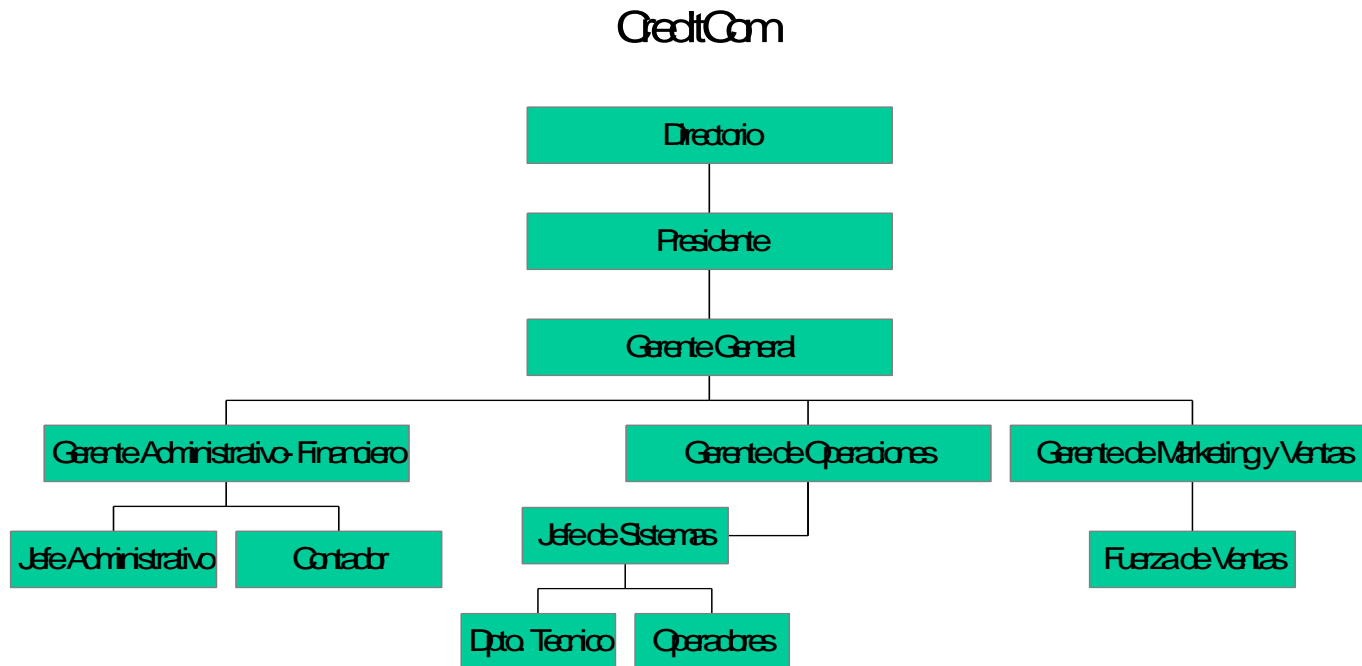 CreditCom
Directorio
Presidente
Gerente General
Gerente Administrativo- Financiero
Gerente de Operaciones
Gerente de Marketing y Ventas
Jefe Administrativo
Contador
Jefe de Sistemas
Fuerza de Ventas
Dpto. Tecnico
Operadores